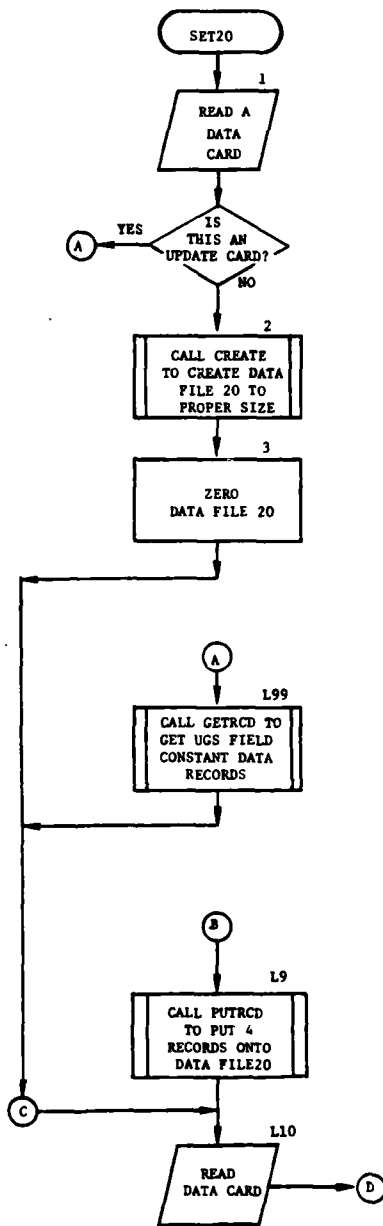 SET20
1
READ A
DATA
CARD
IS
THIS AN
UPDATE CARD?
YES
A
NO
2
CALL CREATE
TO CREATE DATA
FILE 20 TO
PROPER SIZE
3
ZERO
DATA FILE 20
A
L99
CALL GETRCD TO
GET UGS FIELD
CONSTANT DATA
RECORDS
B
L9
CALL PUTRCD
TO PUT 4
RECORDS ONTO
DATA FILE20
C
L10
READ
DATA CARD
D